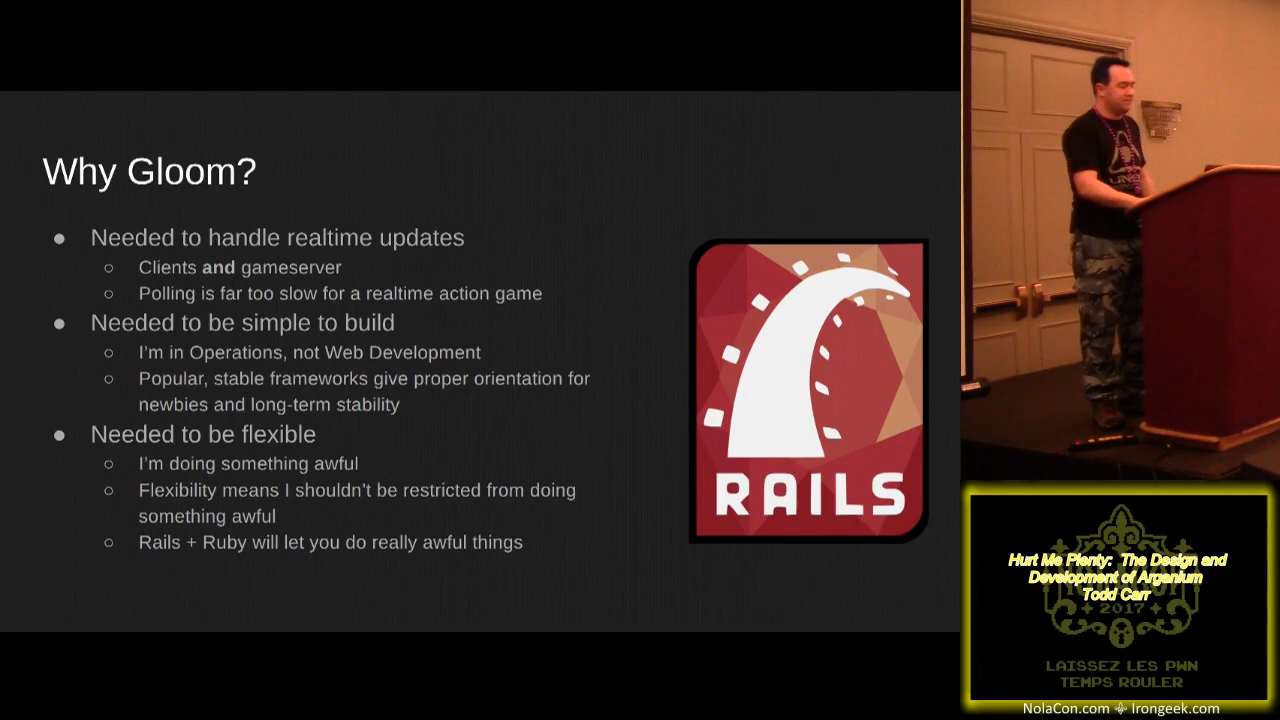 Why Gloom?
● Needed to handle realtime updates
○ Clients and gameserver
○ Polling is far too slow for a realtime action game
● Needed to be simple to build
○ I'm in Operations, not Web Development
○ Popular, stable frameworks give proper orientation for
newbies and long-term stability
● Needed to be flexible
○ I'm doing something awful
○ Flexibility means I shouldn't be restricted from doing
something awful
○ Rails + Ruby will let you do really awful things
RAILS
Hurt Me Plenty: The Design and
Development of Arganium
Todd Carr
2017
LAISSEZ LES PWN
TEMPS ROULER
NolaCon.com ⚜ Irongeek.com